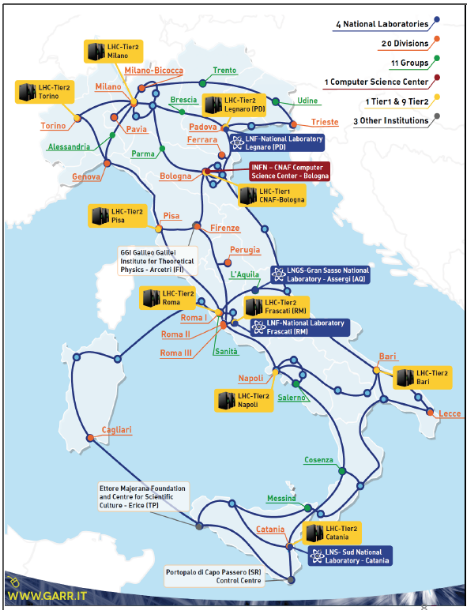 4 National Laboratories
20 Divisions
11 Groups
1 Computer Science Center
1 Tier1 & 9 Tier2
3 Other Institutions
LHC-Tier2
Milano
Milano-Bicocca
LHC-Tier2
Torino
Milano
Trento
Brescia
LHC-Tier2
Legnaro (PD)
Udine
Torino
Pavia
Padova
Trieste
LNF-National Laboratory
Legnaro (PD)
Alessandria
Parma
Ferrara
Genova
Bologna
INFN - CNAF Computer
Science Center - Bologna
LHC-Tier1
CNAF-Bologna
LHC-Tier2
Pisa
Pisa
Firenze
GGI Galileo Galilei
Institute for Theoretical
Physics - Arcetri (FI)
Perugia
L'Aquila
LNGS-Gran Sasso National
Laboratory - Assergi (AQ)
LHC-Tier2
Roma
Roma I
LHC-Tier2
Frascati (RM)
Roma II
LNF-National Laboratory
Frascati (RM)
Roma III
Sanità
Bari
LHC-Tier2
Bari
Napoli
LHC-Tier2
Napoli
Salerno
Lecce
Cagliari
Cosenza
Ettore Majorana Foundation
and Centre for Scientific
Culture - Erice (TP)
Messina
LHC-Tier2
Catania
Catania
LNS- Sud National
Laboratory - Catania
Portopalo di Capo Passero (SR)
Control Centre
WWW.GARR.IT